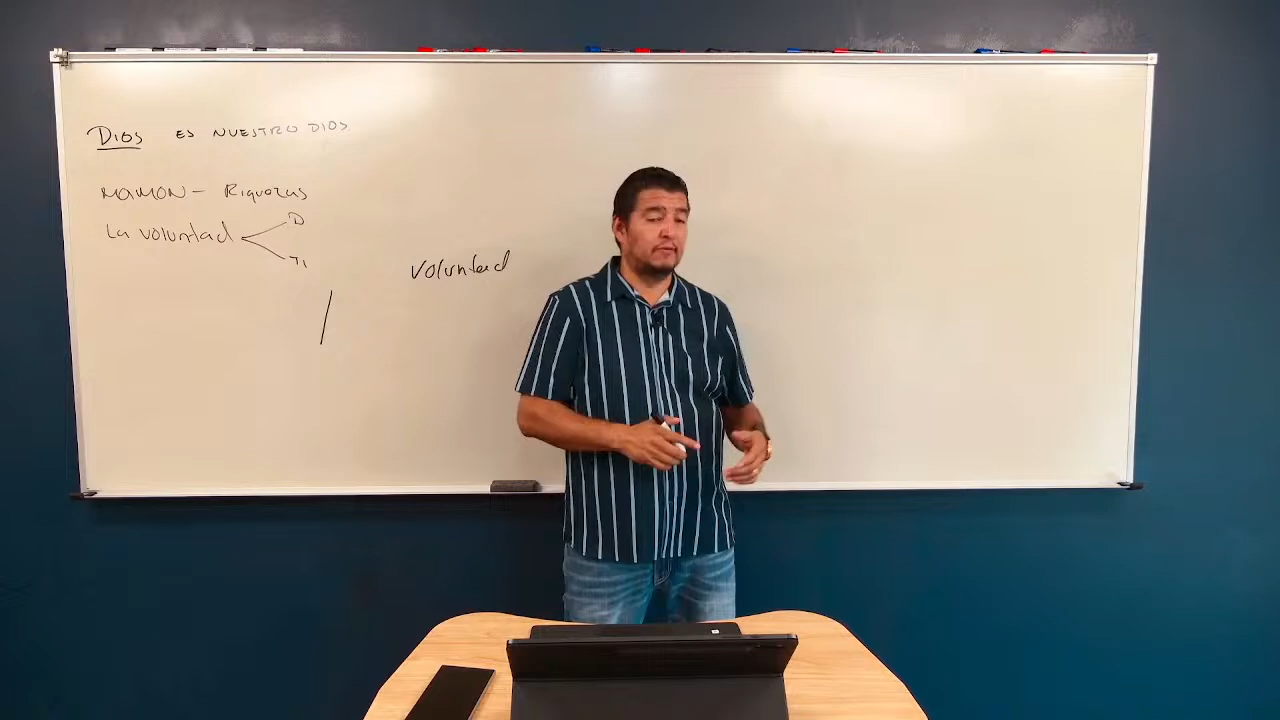 DIOS ES NUESTRO DIOS
MAMON - Riquezas
La voluntad
D
voluntad